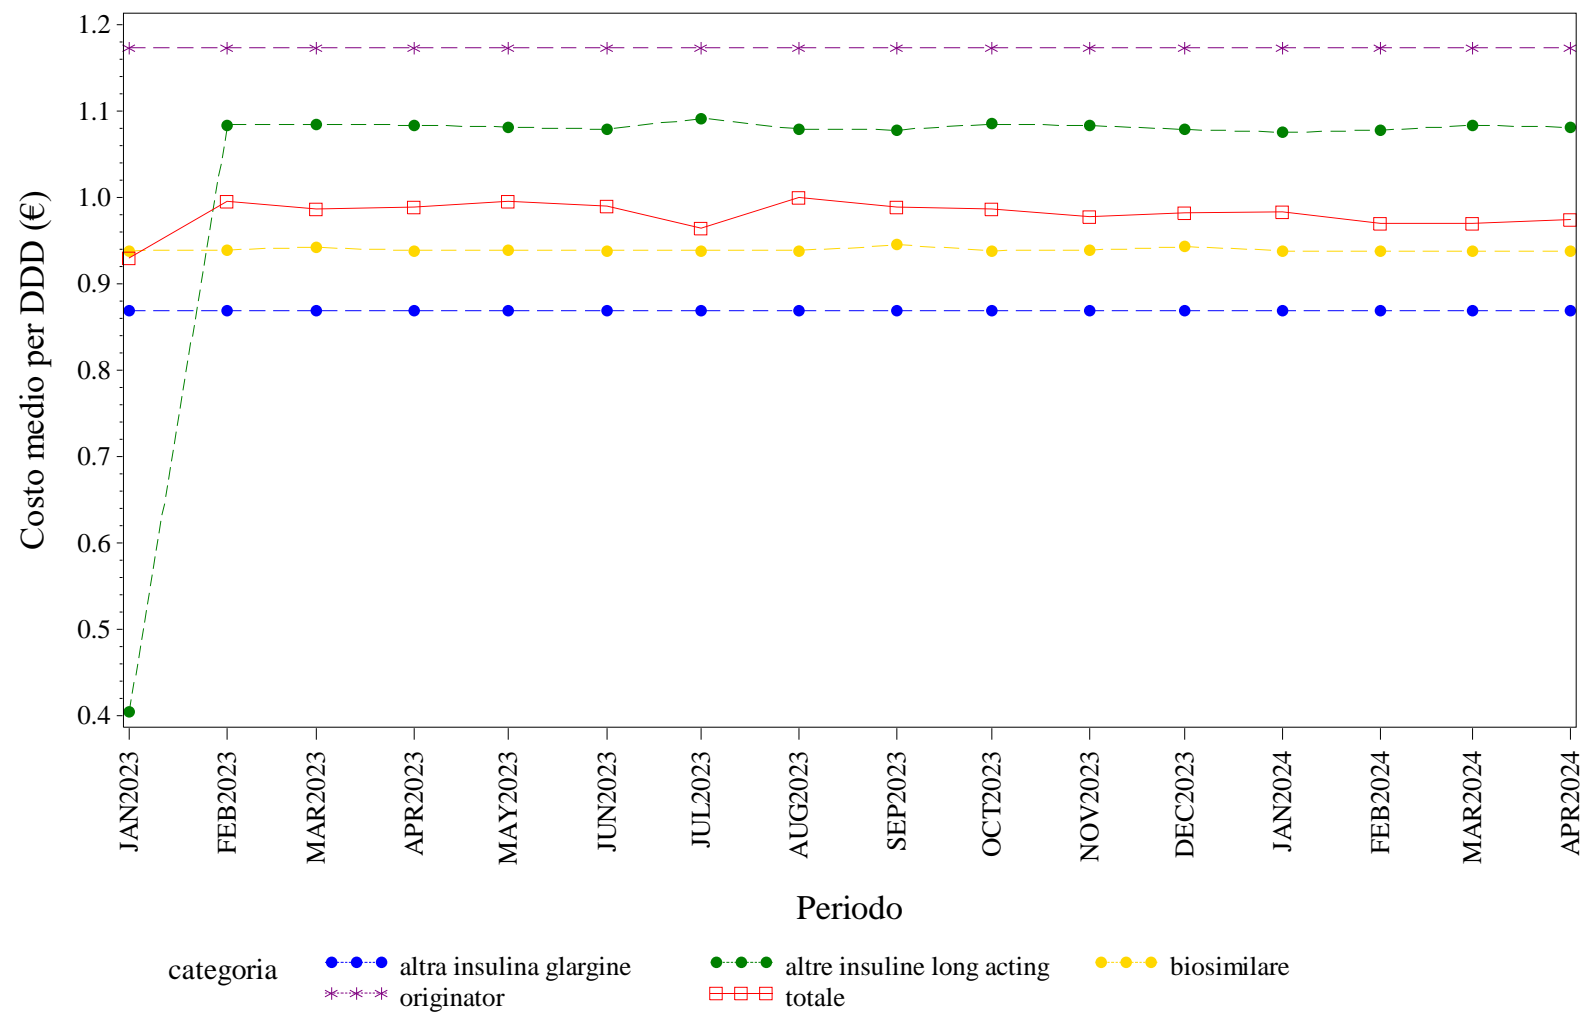 Costo medio per DDD (€)
1.2
1.1
1.0
0.9
0.8
0.7
0.6
0.5
0.4
JAN2023
FEB2023
MAR2023
APR2023
MAY2023
JUN2023
JUL2023
AUG2023
SEP2023
OCT2023
NOV2023
DEC2023
JAN2024
FEB2024
MAR2024
APR2024
Periodo
categoria
altra insulina glargine
altre insuline long acting
biosimilare
originator
totale